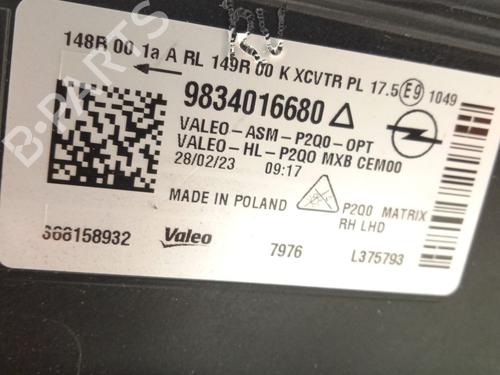 148R 00 1a A RL 149R 00 K XCVTR PL 17.5 E9 1049
9834016680
VALEO-ASM-P2Q0-OPT
VALEO-HL-P2Q0 MXB CEM00
28/02/23 09:17
MADE IN POLAND
P2Q0 MATRIX
RH LHD
Valeo
7976
L375793
B-PARTS